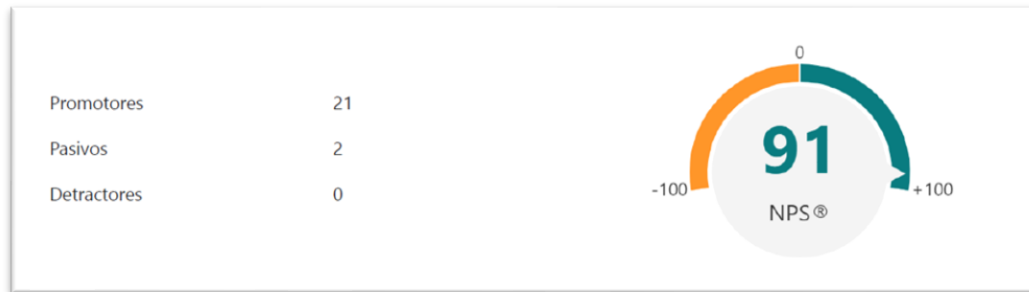 Promotores 21
Pasivos 2
Detractores 0
0
91
-100
+100
NPS®